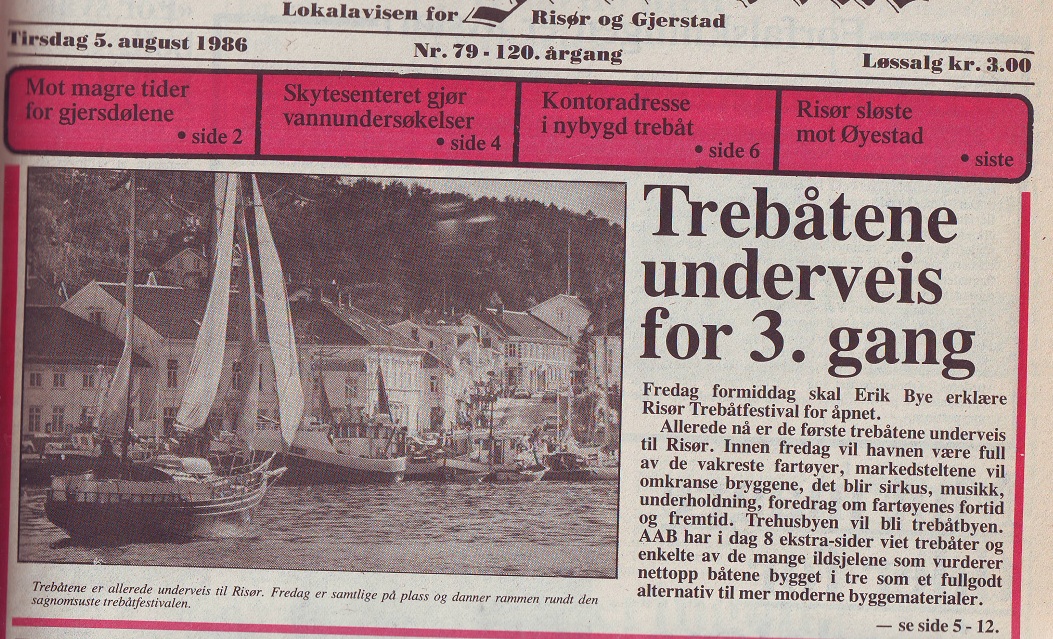 Lokalavisen for Risør og Gjerstad
Tirsdag 5. august 1986
Nr. 79 - 120. årgang
Løssalg kr. 3.00
Mot magre tider
for gjersdølene
• side 2
Skytesenteret gjør
vannundersøkelser
• side 4
Kontoradresse
i nybygd trebåt
• side 6
Risør sløste
mot Øyestad
• siste
Trebåtene
underveis
for 3. gang
Fredag formiddag skal Erik Bye erklære
Risør Trebåtfestival for åpnet.
Allerede nå er de første trebåtene underveis
til Risør. Innen fredag vil havnen være full
av de vakreste fartøyer, markedsteltene vil
omkranse bryggene, det blir sirkus, musikk,
underholdning, foredrag om fartøyenes fortid
og fremtid. Trehusbyen vil bli trebåtbyen.
AAB har i dag 8 ekstra-sider viet trebåter og
enkelte av de mange ildsjelene som vurderer
nettopp båtene bygget i tre som et fullgodt
alternativ til mer moderne byggematerialer.
— se side 5 - 12.
Trebåtene er allerede underveis til Risør. Fredag er samtlige på plass og danner rammen rundt den
sagnomsuste trebåtfestivalen.